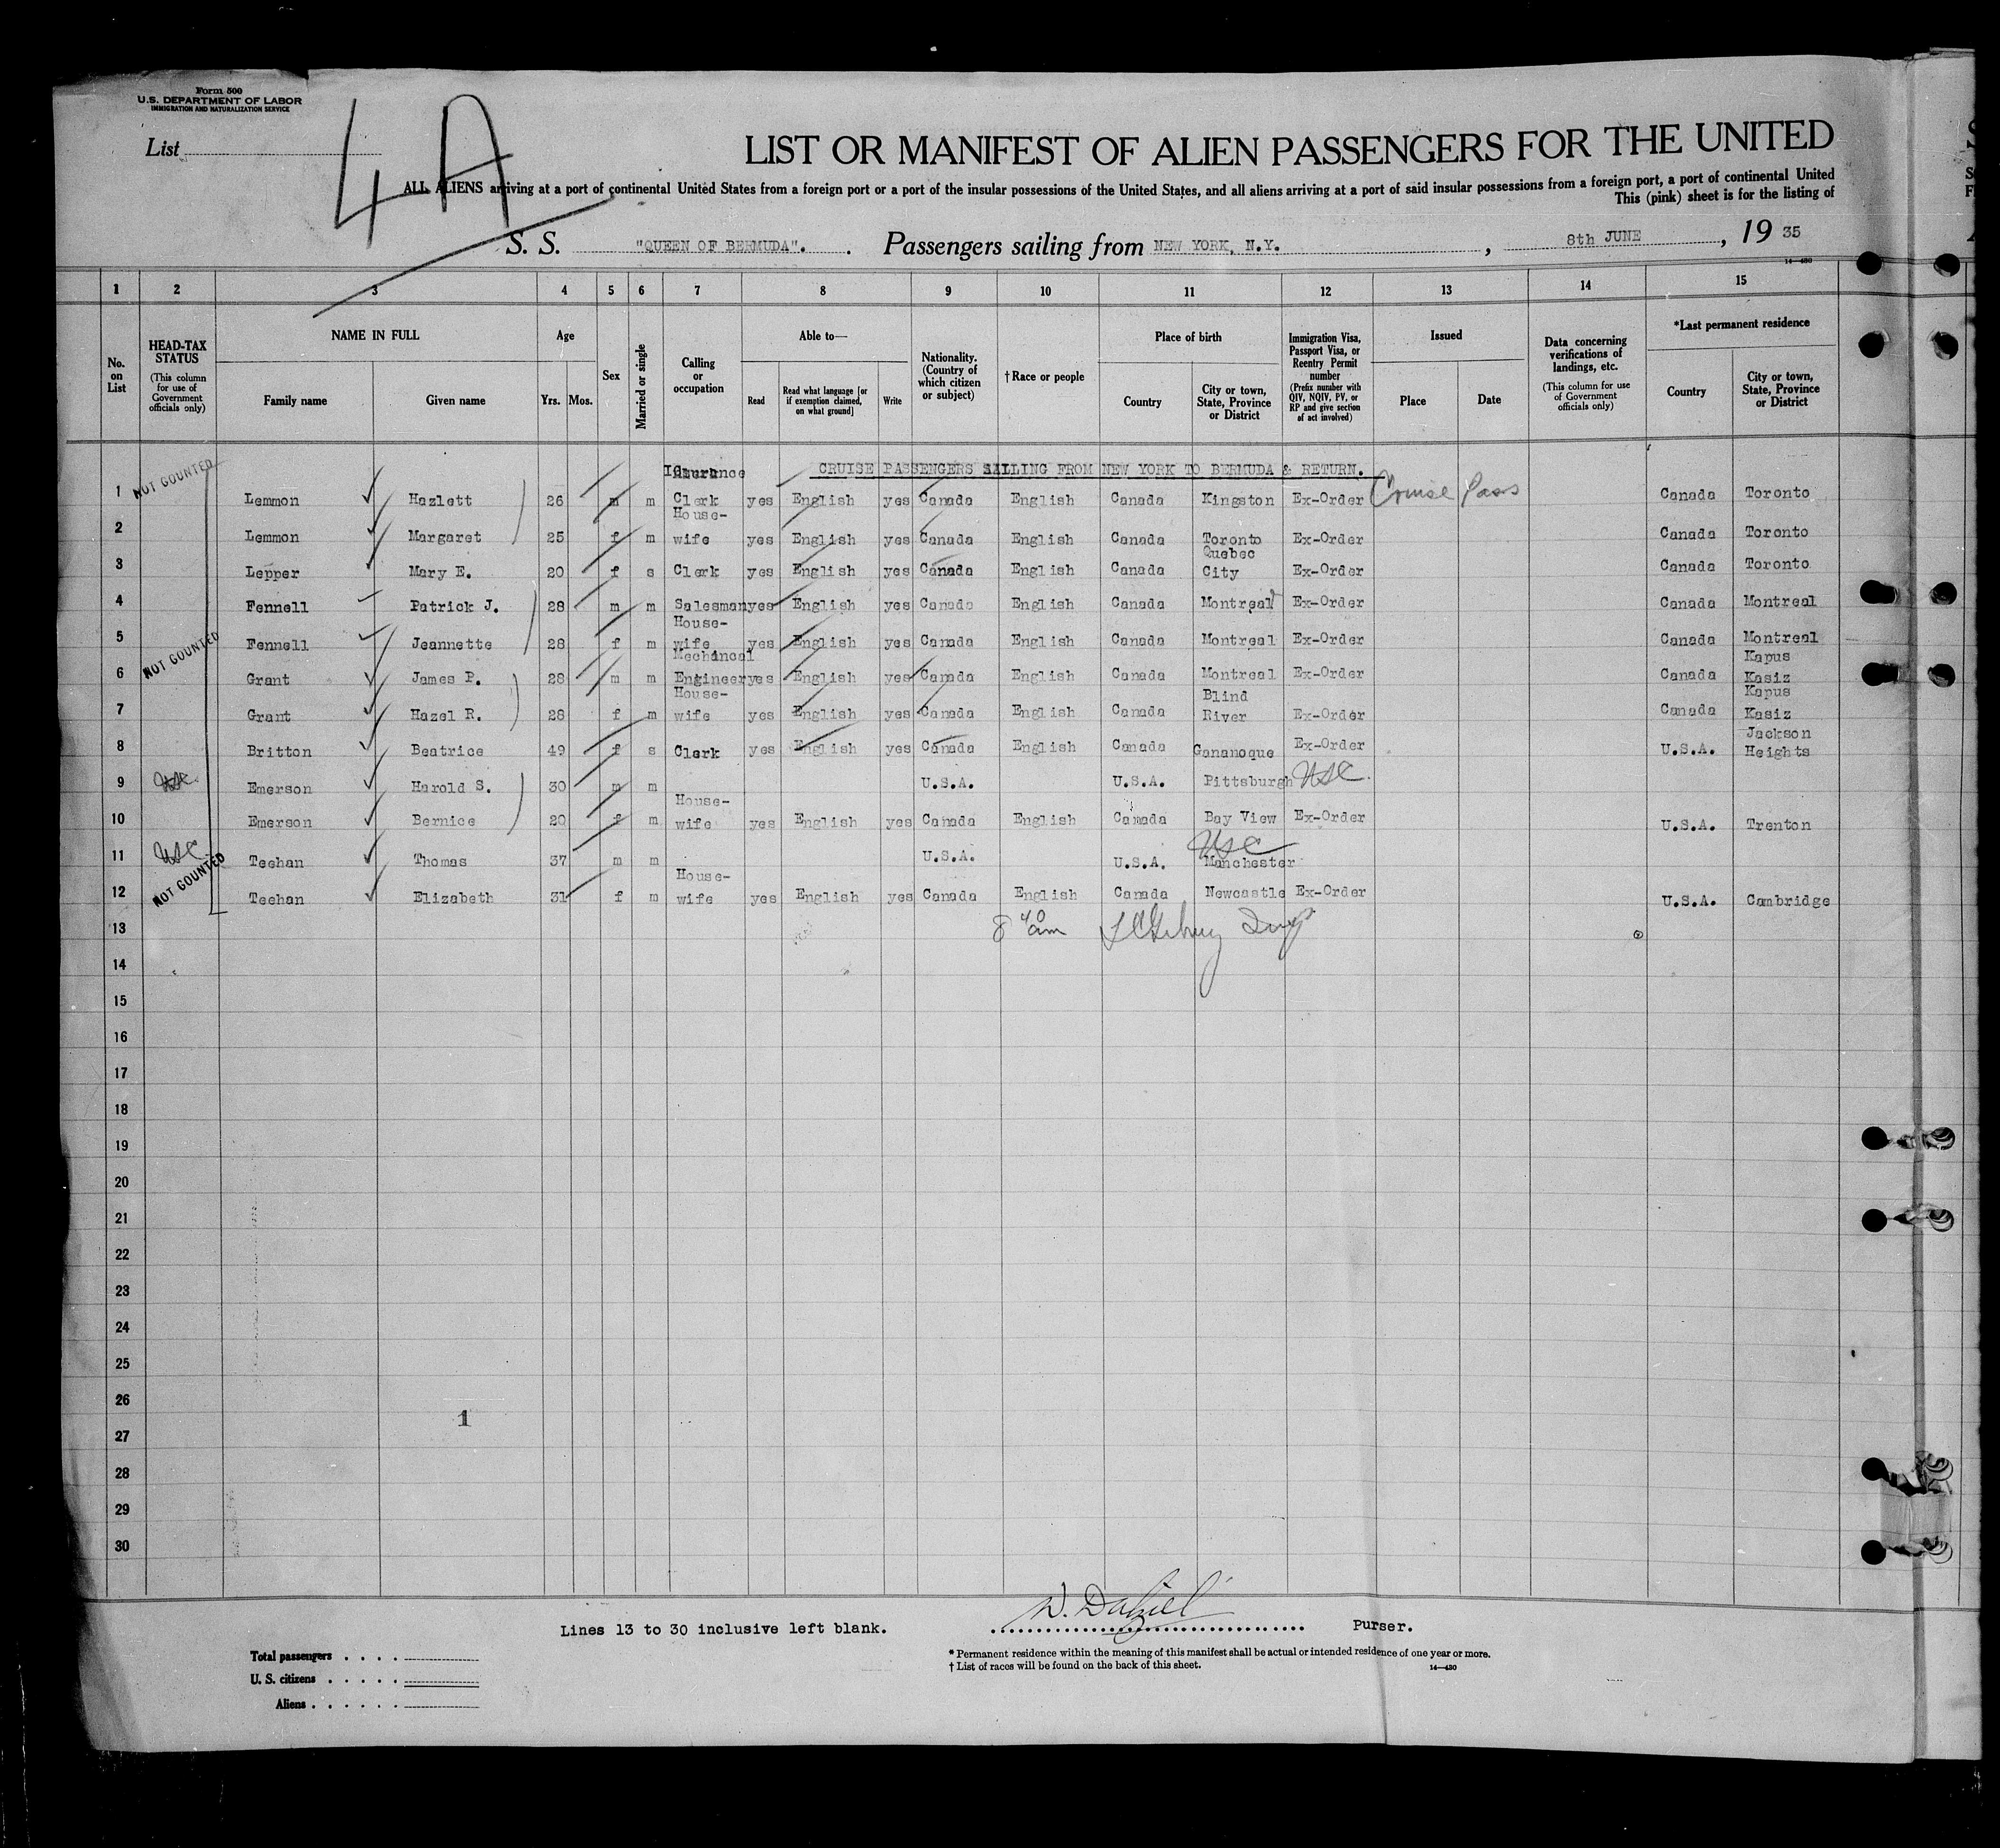 Form 500
U.S. DEPARTMENT OF LABOR
IMMIGRATION AND NATURALIZATION SERVICE
List
4A
LIST OR MANIFEST OF ALIEN PASSENGERS FOR THE UNITED
ALL ALIENS arriving at a port of continental United States from a foreign port or a port of the insular possessions of the United States, and all aliens arriving at a port of said insular possessions from a foreign port, a port of continental United
This (pink) sheet is for the listing of
S. S. "QUEEN OF BERMUDA". Passengers sailing from NEW YORK, N.Y. , 8th JUNE , 19 35
14—430
1 2 3 4 5 6 7 8 9 10 11 12 13 14 15
No. on List
HEAD-TAX STATUS (This column for use of Government officials only)
NAME IN FULL
Family name Given name
Age
Yrs. Mos.
Sex
Married or single
Calling or occupation
Able to—
Read Read what language [or if exemption claimed, on what ground] Write
Nationality. (Country of which citizen or subject)
† Race or people
Place of birth
Country City or town, State, Province or District
Immigration Visa, Passport Visa, or Reentry Permit number (Prefix number with QIV, NQIV, PV, or RP and give section of act involved)
Issued
Place Date
Data concerning verifications of landings, etc. (This column for use of Government officials only)
*Last permanent residence
Country City or town, State, Province or District
CRUISE PASSENGERS SAILLING FROM NEW YORK TO BERMUDA & RETURN.
NOT COUNTED
1 Lemmon Hazlett 26 m m Clerk yes English yes Canada English Canada Kingston Ex-Order Cruise Pass Canada Toronto
2 Lemmon Margaret 25 f m House-wife yes English yes Canada English Canada Toronto Ex-Order Canada Toronto
3 Lepper Mary E. 20 f s Clerk yes English yes Canada English Canada Quebec City Ex-Order Canada Toronto
4 Fennell Patrick J. 28 m m Salesman yes English yes Canada English Canada Montreal Ex-Order Canada Montreal
5 Fennell Jeannette 28 f m House-wife yes English yes Canada English Canada Montreal Ex-Order Canada Montreal
NOT COUNTED
6 Grant James P. 28 m m Mechincal Engineer yes English yes Canada English Canada Montreal Ex-Order Canada Kapus Kasiz
7 Grant Hazel R. 28 f m House-wife yes English yes Canada English Canada Blind River Ex-Order Canada Kapus Kasiz
8 Britton Beatrice 49 f s Clerk yes English yes Canada English Canada Gananoque Ex-Order U.S.A. Jackson Heights
9 USC Emerson Harold S. 30 m m U.S.A. U.S.A. Pittsburgh USC
10 Emerson Bernice 20 f m House-wife yes English yes Canada English Canada Bay View Ex-Order U.S.A. Trenton
11 USC Teehan Thomas 37 m m U.S.A. U.S.A. Manchester USC
NOT COUNTED
12 Teehan Elizabeth 31 f m House-wife yes English yes Canada English Canada Newcastle Ex-Order U.S.A. Cambridge
13 8 40 am
14
15
16
17
18
19
20
21
22
23
24
25
26
1
27
28
29
30
Lines 13 to 30 inclusive left blank.
Purser.
Total passengers
U. S. citizens
Aliens
* Permanent residence within the meaning of this manifest shall be actual or intended residence of one year or more.
† List of races will be found on the back of this sheet.
14—430